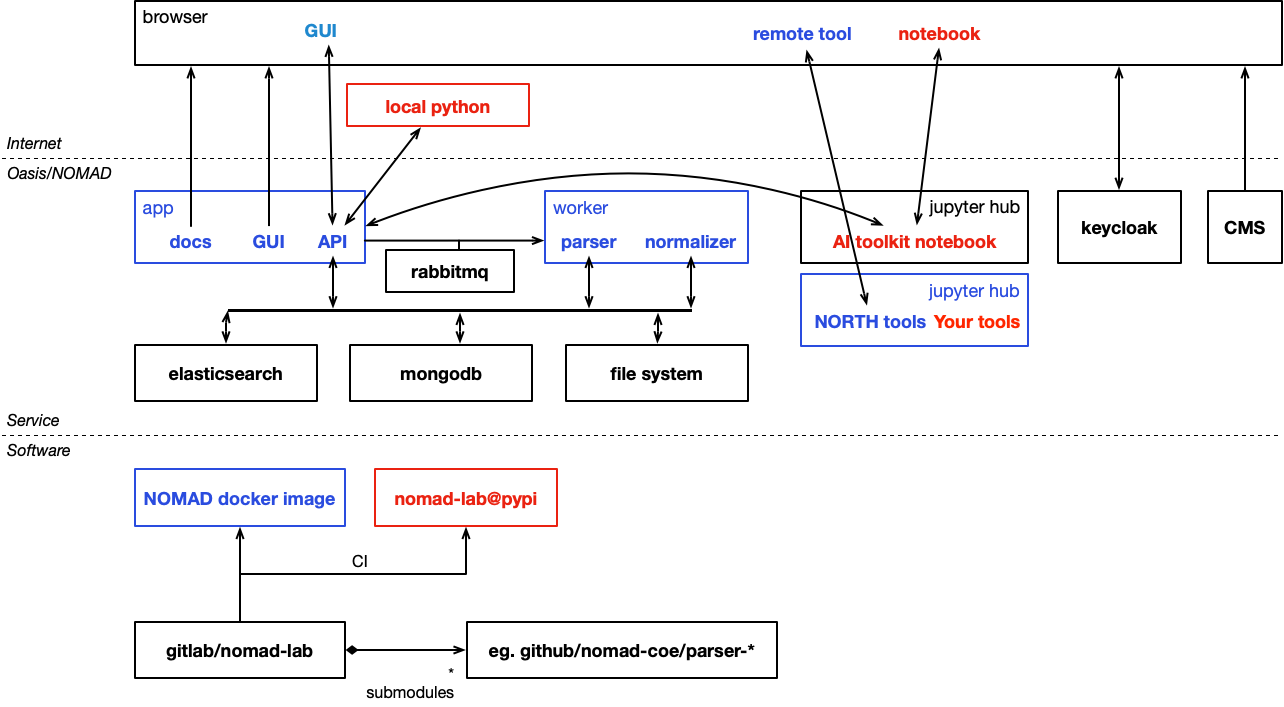 browser
GUI
remote tool
notebook
local python
Internet
Oasis/NOMAD
app
docs
GUI
API
rabbitmq
worker
parser
normalizer
jupyter hub
AI toolkit notebook
keycloak
CMS
jupyter hub
NORTH tools
Your tools
elasticsearch
mongodb
file system
Service
Software
NOMAD docker image
nomad-lab@pypi
CI
gitlab/nomad-lab
eg. github/nomad-coe/parser-*
*
submodules